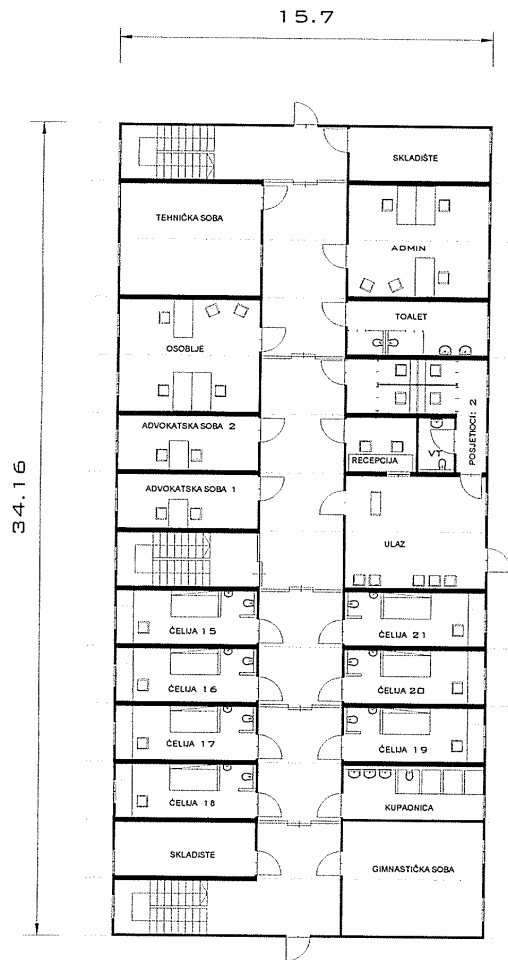 15.7
34.16
SKLADIŠTE
TEHNIČKA SOBA
ADMIN
TOALET
OSOBLJE
ADVOKATSKA SOBA 2
POSJETIOCI: 2
RECEPCIJA
VT
ADVOKATSKA SOBA 1
ULAZ
ĆELIJA 15
ĆELIJA 21
ĆELIJA 16
ĆELIJA 20
ĆELIJA 17
ĆELIJA 19
ĆELIJA 18
KUPAONICA
SKLADISTE
GIMNASTIČKA SOBA